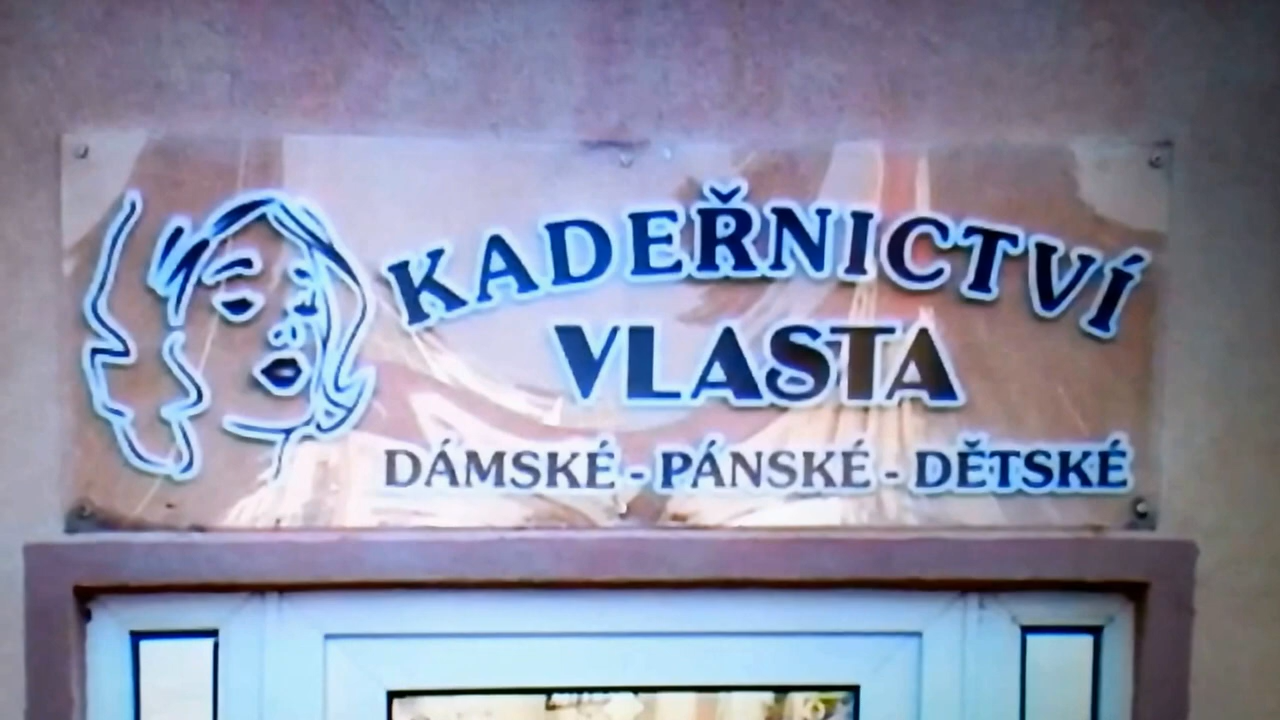 KADEŘNICTVÍ
VLASTA
DÁMSKÉ - PÁNSKÉ - DĚTSKÉ